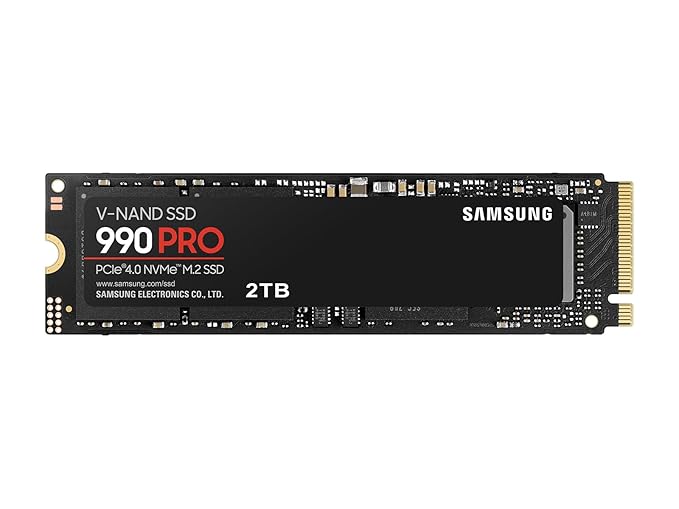 V-NAND SSD
990 PRO
PCIe®4.0 NVMe™ M.2 SSD
www.samsung.com/ssd
SAMSUNG ELECTRONICS CO., LTD.
2TB
SAMSUNG